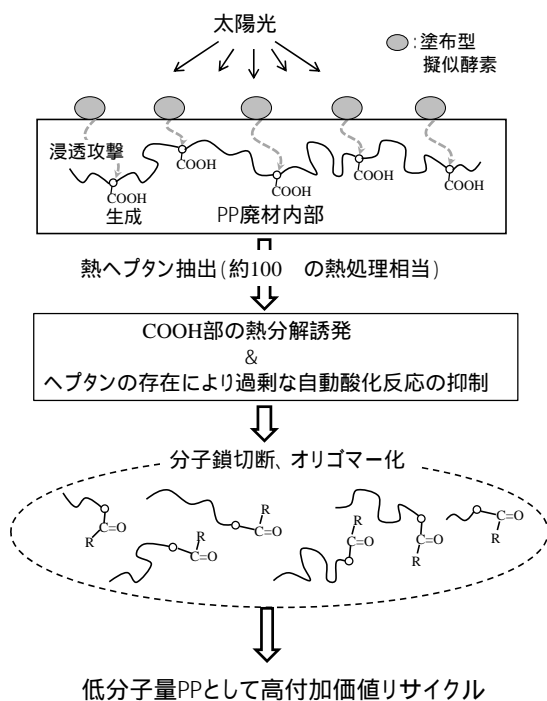 太陽光
:塗布型
擬似酵素
浸透攻撃
COOH
COOH
COOH
COOH
COOH
生成
PP廃材内部
熱ヘプタン抽出(約100 の熱処理相当)
COOH部の熱分解誘発
&
ヘプタンの存在により過剰な自動酸化反応の抑制
分子鎖切断、オリゴマー化
C=O
R
R
C=O
R
C=O
R
C=O
R
C=O
R
C=O
低分子量PPとして高付加価値リサイクル